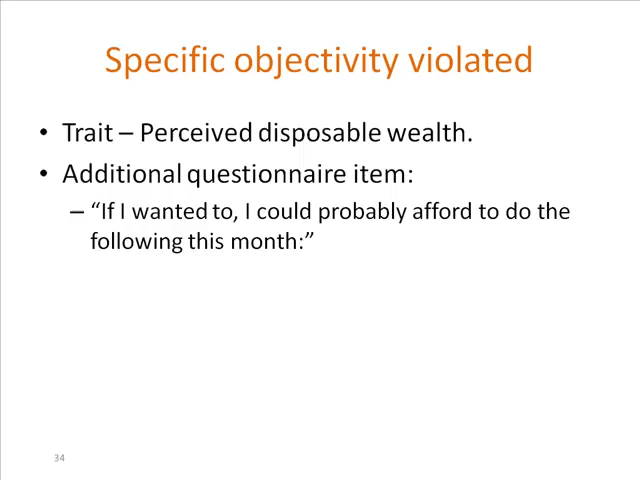 Specific objectivity violated
• Trait – Perceived disposable wealth.
• Additional questionnaire item:
– “If I wanted to, I could probably afford to do the
following this month:”
34